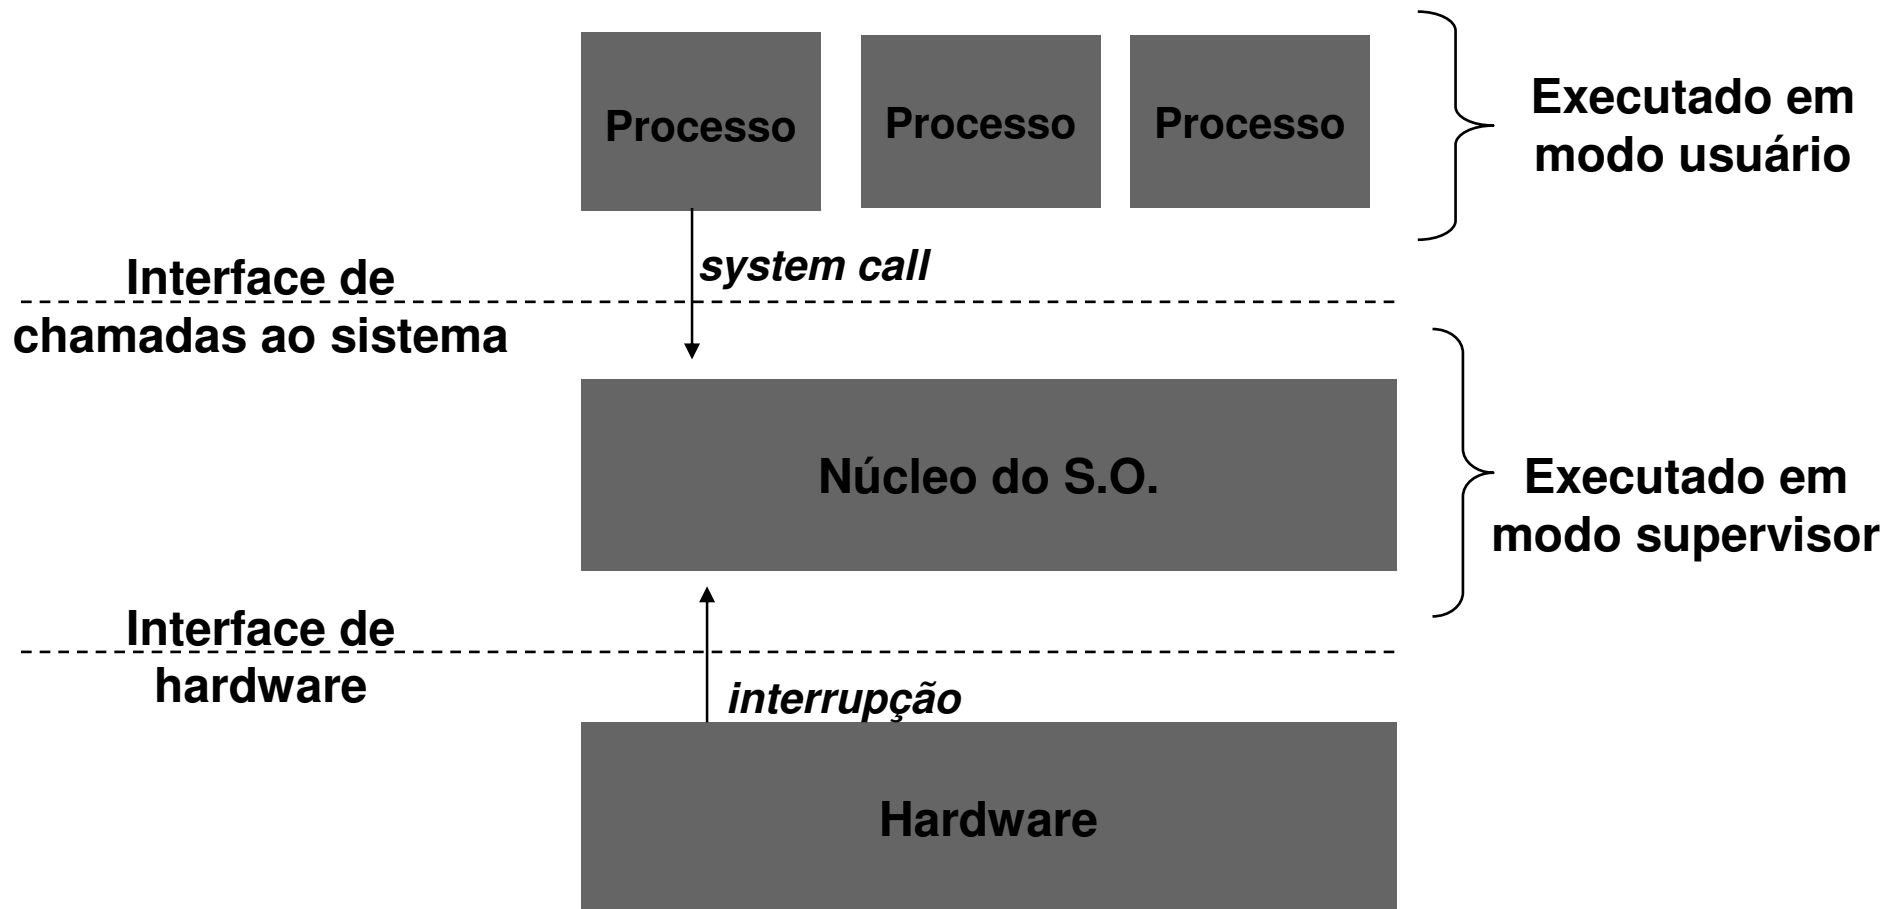 Processo
Processo
Processo
Executado em
modo usuário
system call
Interface de
chamadas ao sistema
Núcleo do S.O.
Executado em
modo supervisor
Interface de
hardware
interrupção
Hardware